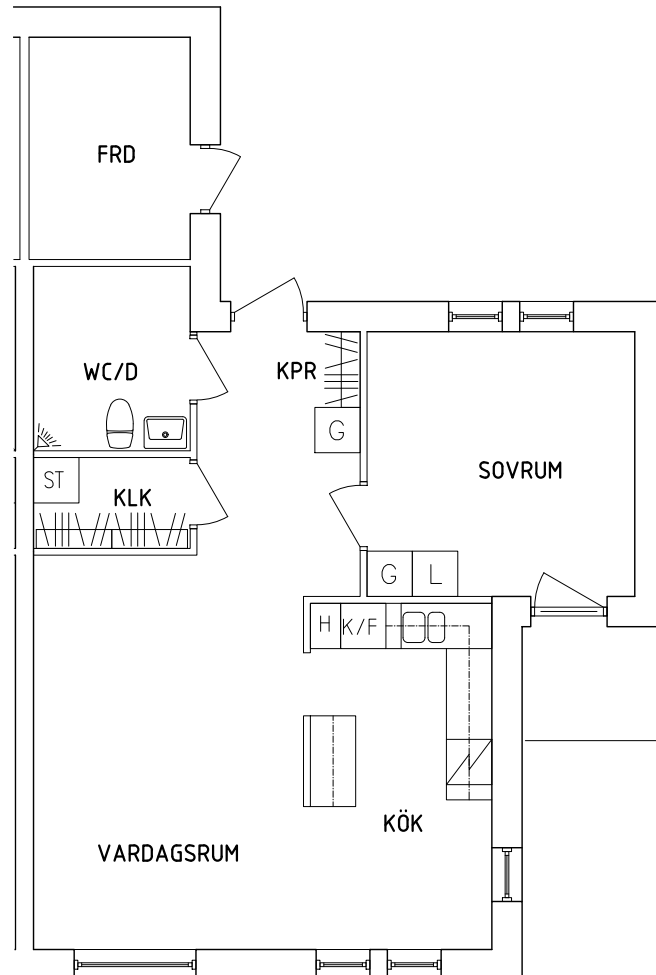 FRD
WC/D
KPR
G
ST
KLK
SOVRUM
G
L
H
K/F
KÖK
VARDAGSRUM